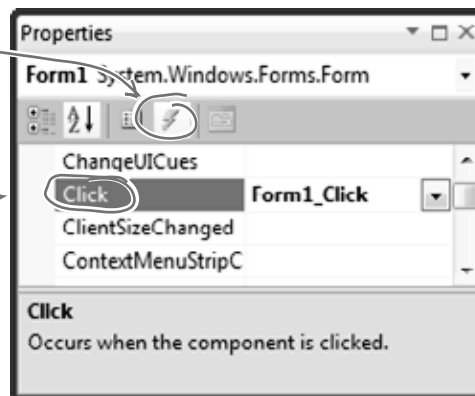 Properties
Form1 System.Windows.Forms.Form
ChangeUICues
Click Form1_Click
ClientSizeChanged
ContextMenuStripC
Click
Occurs when the component is clicked.